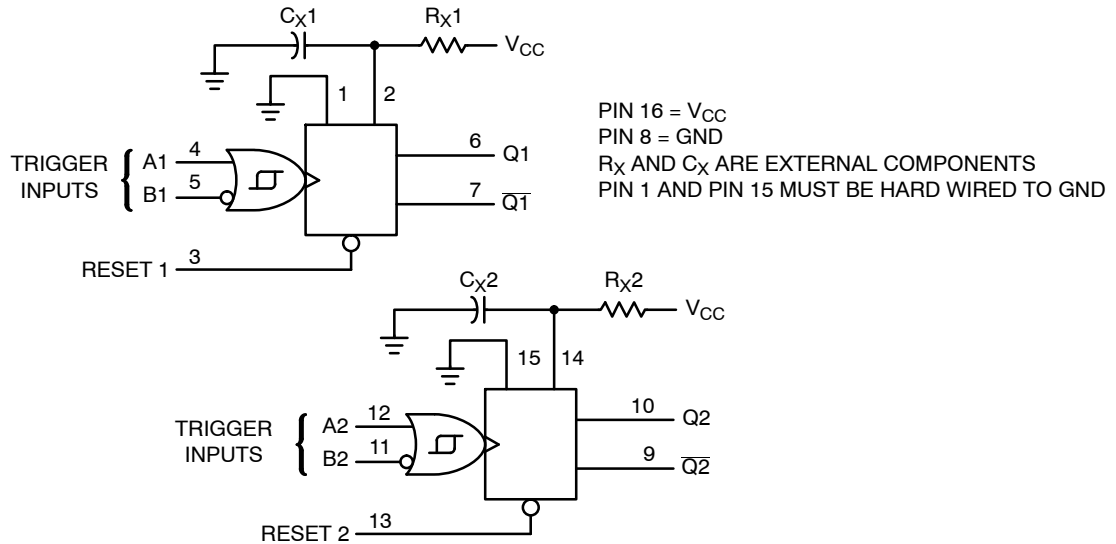 CX1
RX1
VCC
1
2
PIN 16 = VCC
PIN 8 = GND
RX AND CX ARE EXTERNAL COMPONENTS
PIN 1 AND PIN 15 MUST BE HARD WIRED TO GND
TRIGGER
INPUTS
{
A1
4
B1
5
6
Q1
7
Q1̅
RESET 1
3
CX2
RX2
VCC
15
14
TRIGGER
INPUTS
{
A2
12
B2
11
10
Q2
9
Q2̅
RESET 2
13